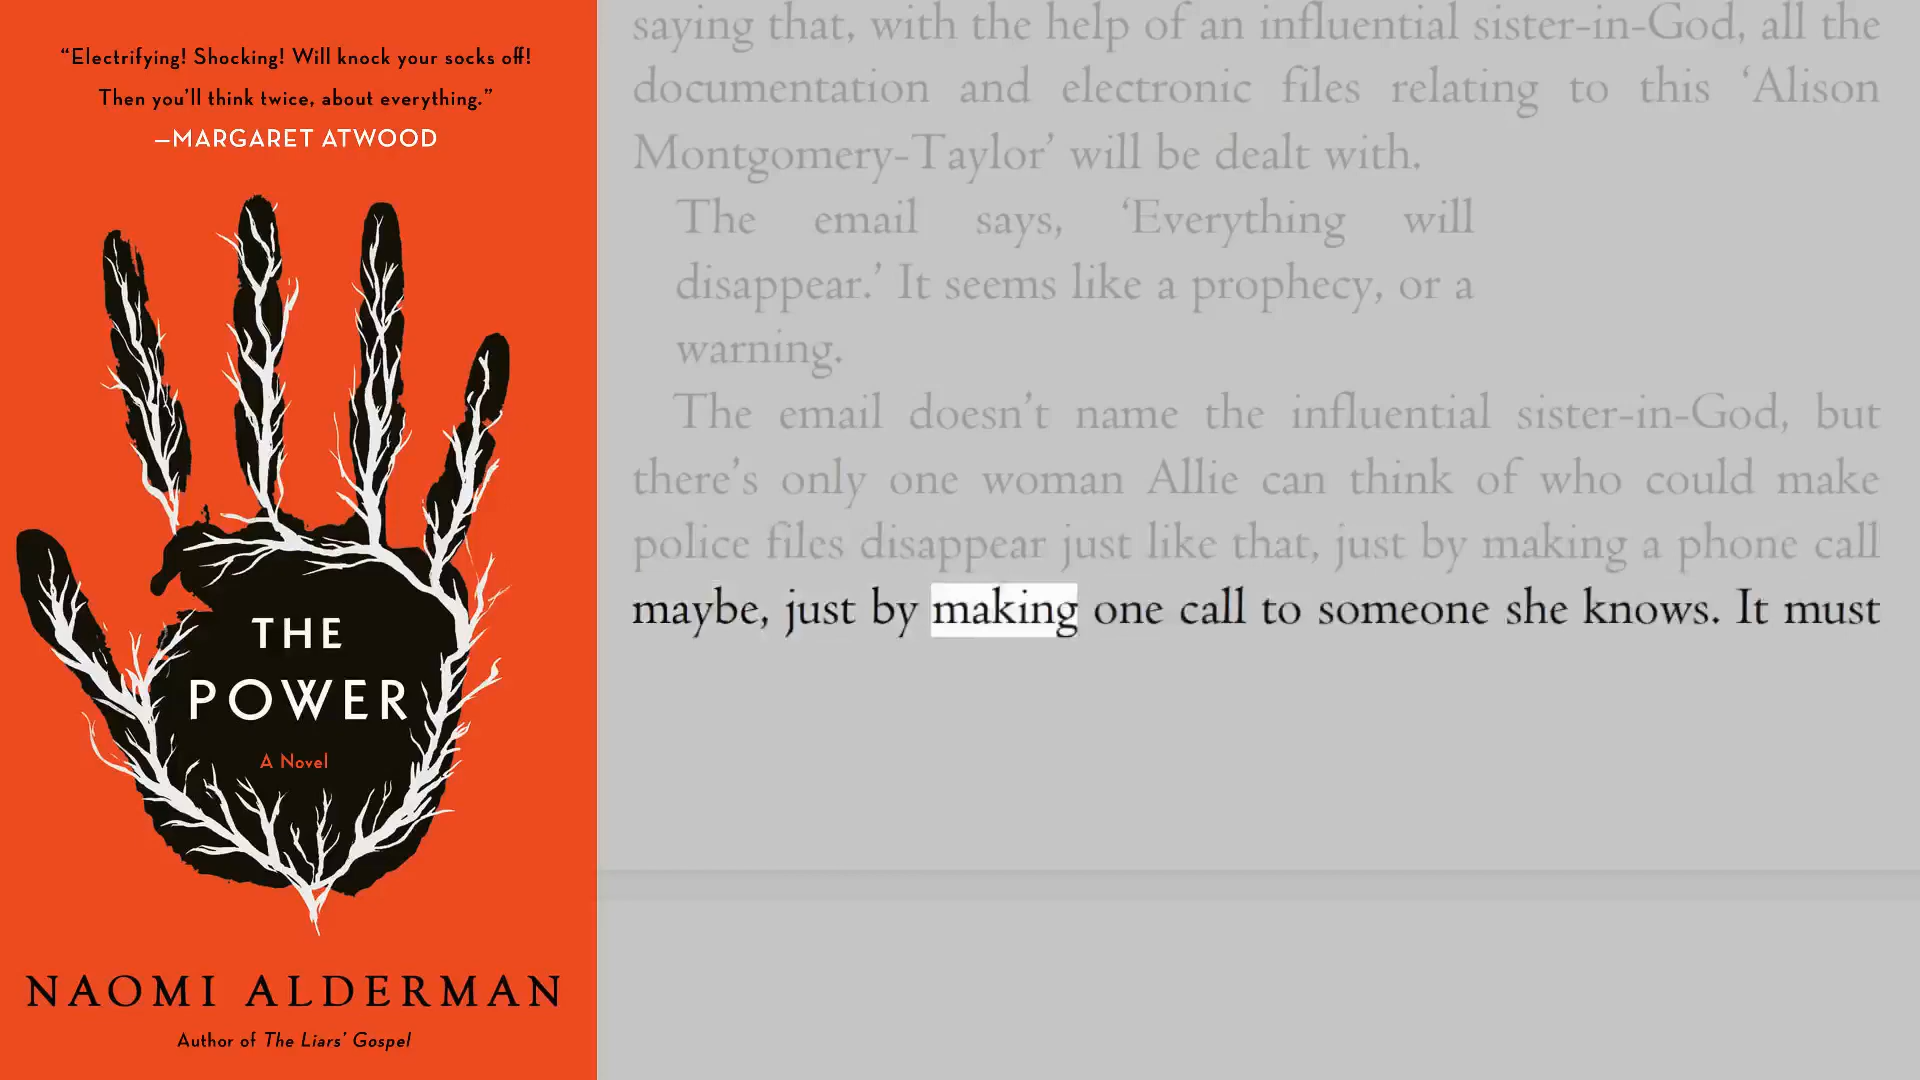 “Electrifying! Shocking! Will knock your socks off!
Then you’ll think twice, about everything.”
—MARGARET ATWOOD
THE
POWER
A Novel
NAOMI ALDERMAN
Author of The Liars’ Gospel
saying that, with the help of an influential sister-in-God, all the
documentation and electronic files relating to this ‘Alison
Montgomery-Taylor’ will be dealt with.
The email says, ‘Everything will
disappear.’ It seems like a prophecy, or a
warning.
The email doesn’t name the influential sister-in-God, but
there’s only one woman Allie can think of who could make
police files disappear just like that, just by making a phone call
maybe, just by making one call to someone she knows. It must